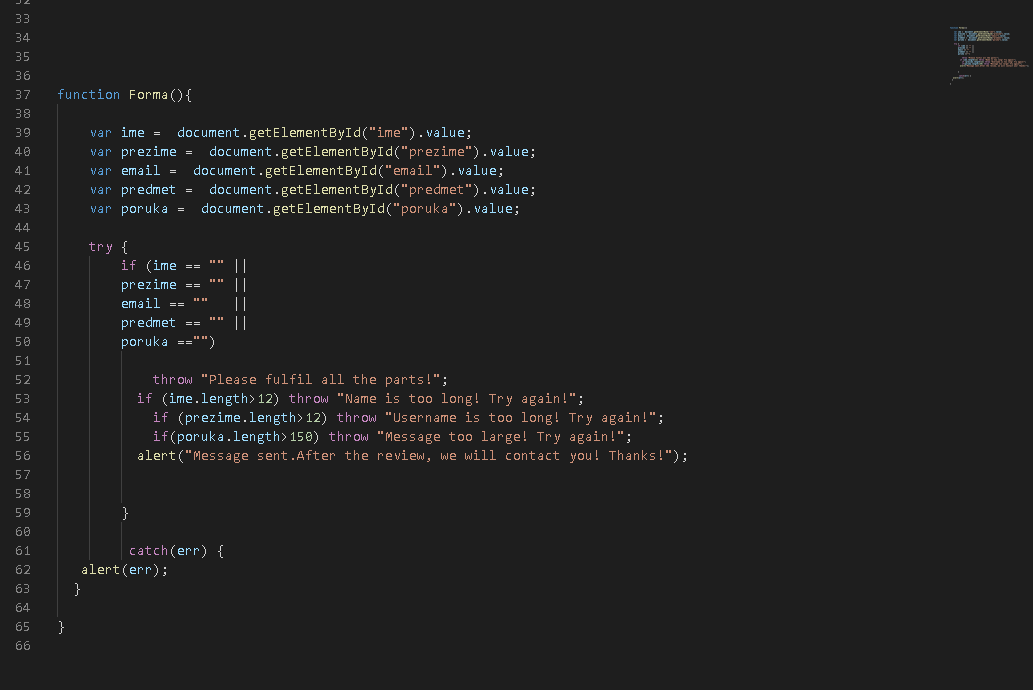 32
33
34
35
36
37 function Forma(){
38
39 var ime =  document.getElementById("ime").value;
40 var prezime =  document.getElementById("prezime").value;
41 var email =  document.getElementById("email").value;
42 var predmet =  document.getElementById("predmet").value;
43 var poruka =  document.getElementById("poruka").value;
44
45 try {
46 if (ime == "" ||
47 prezime == "" ||
48 email == ""   ||
49 predmet == "" ||
50 poruka =="")
51
52 throw "Please fulfil all the parts!";
53 if (ime.length>12) throw "Name is too long! Try again!";
54 if (prezime.length>12) throw "Username is too long! Try again!";
55 if(poruka.length>150) throw "Message too large! Try again!";
56 alert("Message sent.After the review, we will contact you! Thanks!");
57
58
59 }
60
61 catch(err) {
62 alert(err);
63 }
64
65 }
66